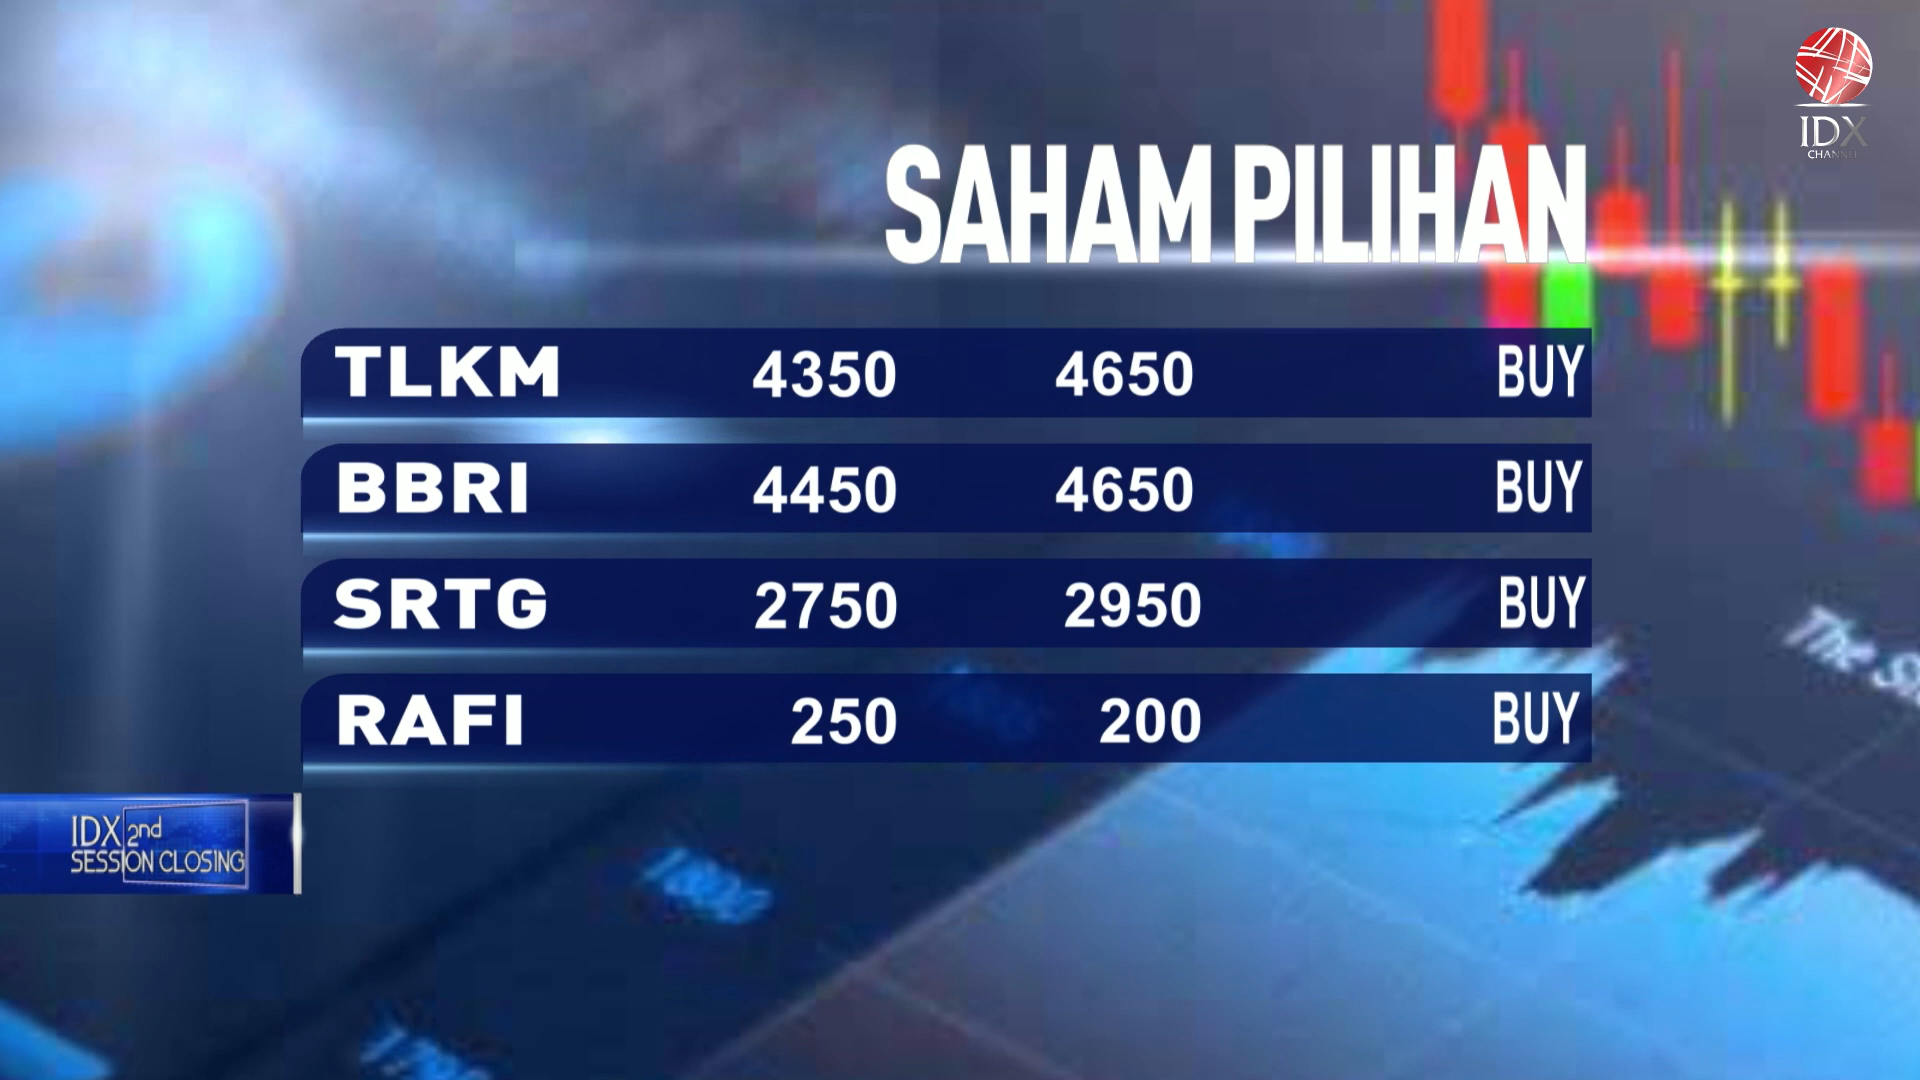 IDX
CHANNEL
SAHAM PILIHAN
TLKM 4350 4650 BUY
BBRI 4450 4650 BUY
SRTG 2750 2950 BUY
RAFI 250 200 BUY
The
IDX 2nd
SESSION CLOSING